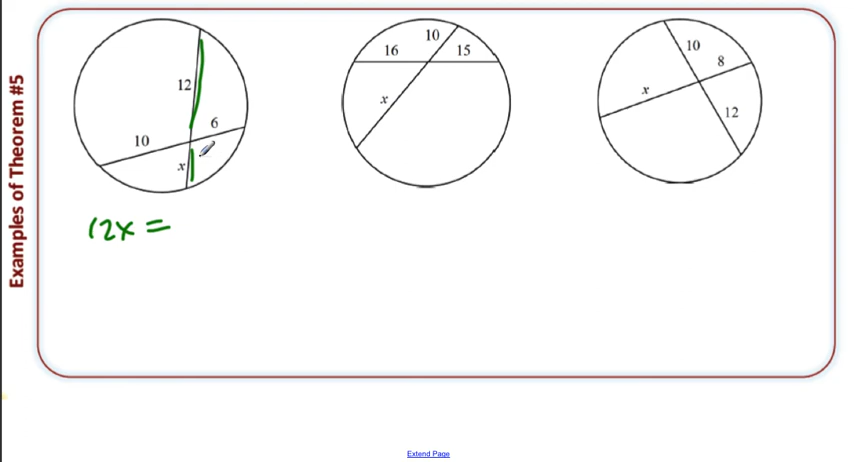 Examples of Theorem #5
12
6
10
x
10
16
15
x
10
8
x
12
12x =
Extend Page